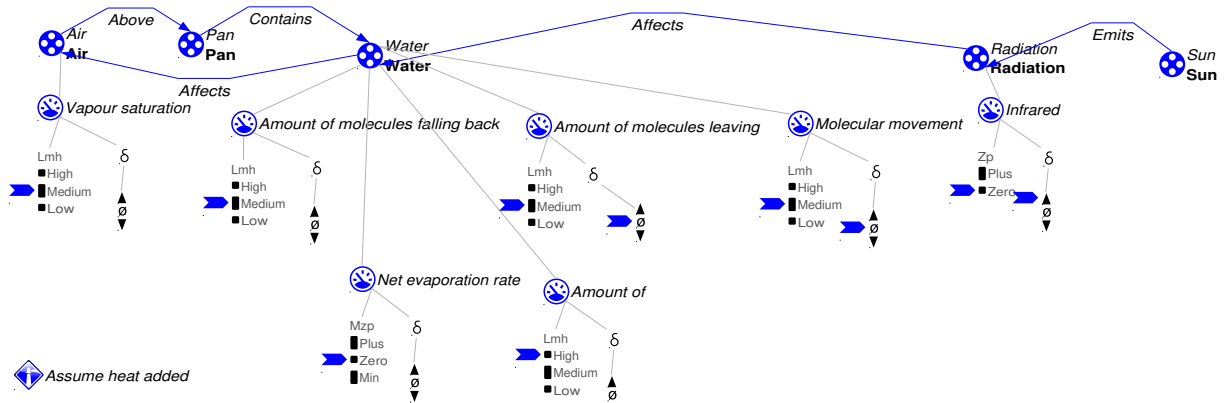 Above
Contains
Affects
Emits
Air
Air
Pan
Pan
Water
Water
Radiation
Radiation
Sun
Sun
Affects
Vapour saturation
Lmh
High
Medium
Low
δ
ø
Amount of molecules falling back
Lmh
High
Medium
Low
δ
ø
Amount of molecules leaving
Lmh
High
Medium
Low
δ
ø
Molecular movement
Lmh
High
Medium
Low
δ
ø
Infrared
Zp
Plus
Zero
δ
ø
Net evaporation rate
Mzp
Plus
Zero
Min
δ
ø
Amount of
Lmh
High
Medium
Low
δ
ø
Assume heat added